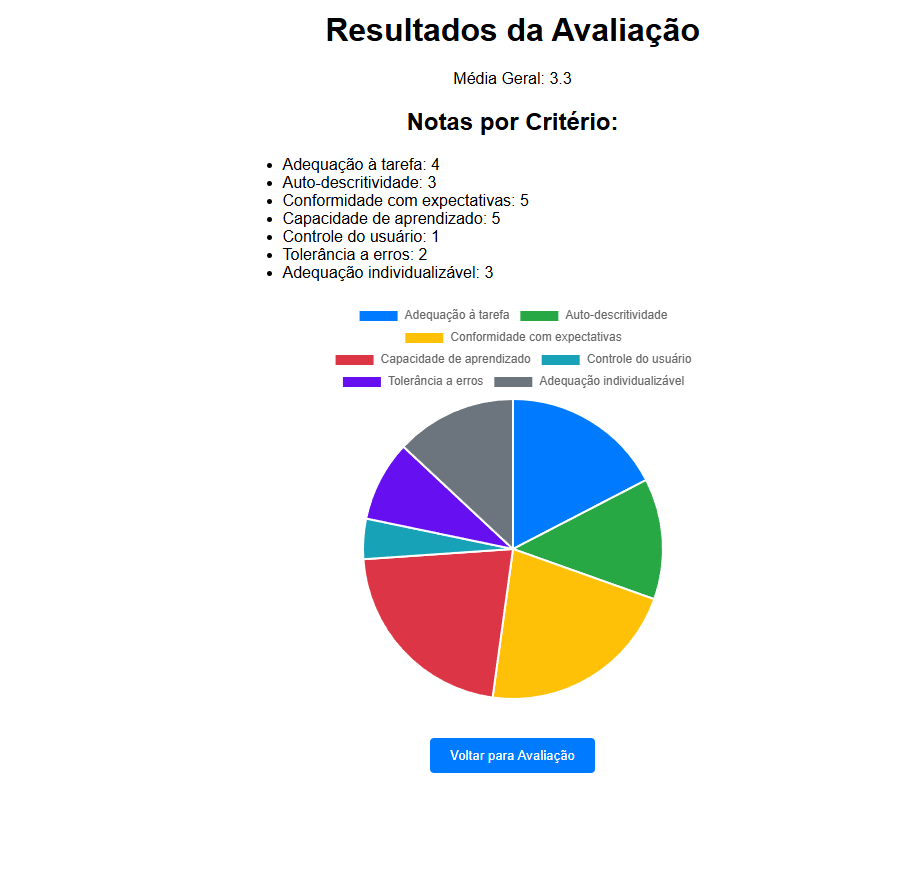 Resultados da Avaliação
Média Geral: 3.3
Notas por Critério:
Adequação à tarefa: 4
Auto-descritividade: 3
Conformidade com expectativas: 5
Capacidade de aprendizado: 5
Controle do usuário: 1
Tolerância a erros: 2
Adequação individualizável: 3
Adequação à tarefa Auto-descritividade
Conformidade com expectativas
Capacidade de aprendizado Controle do usuário
Tolerância a erros Adequação individualizável
Voltar para Avaliação